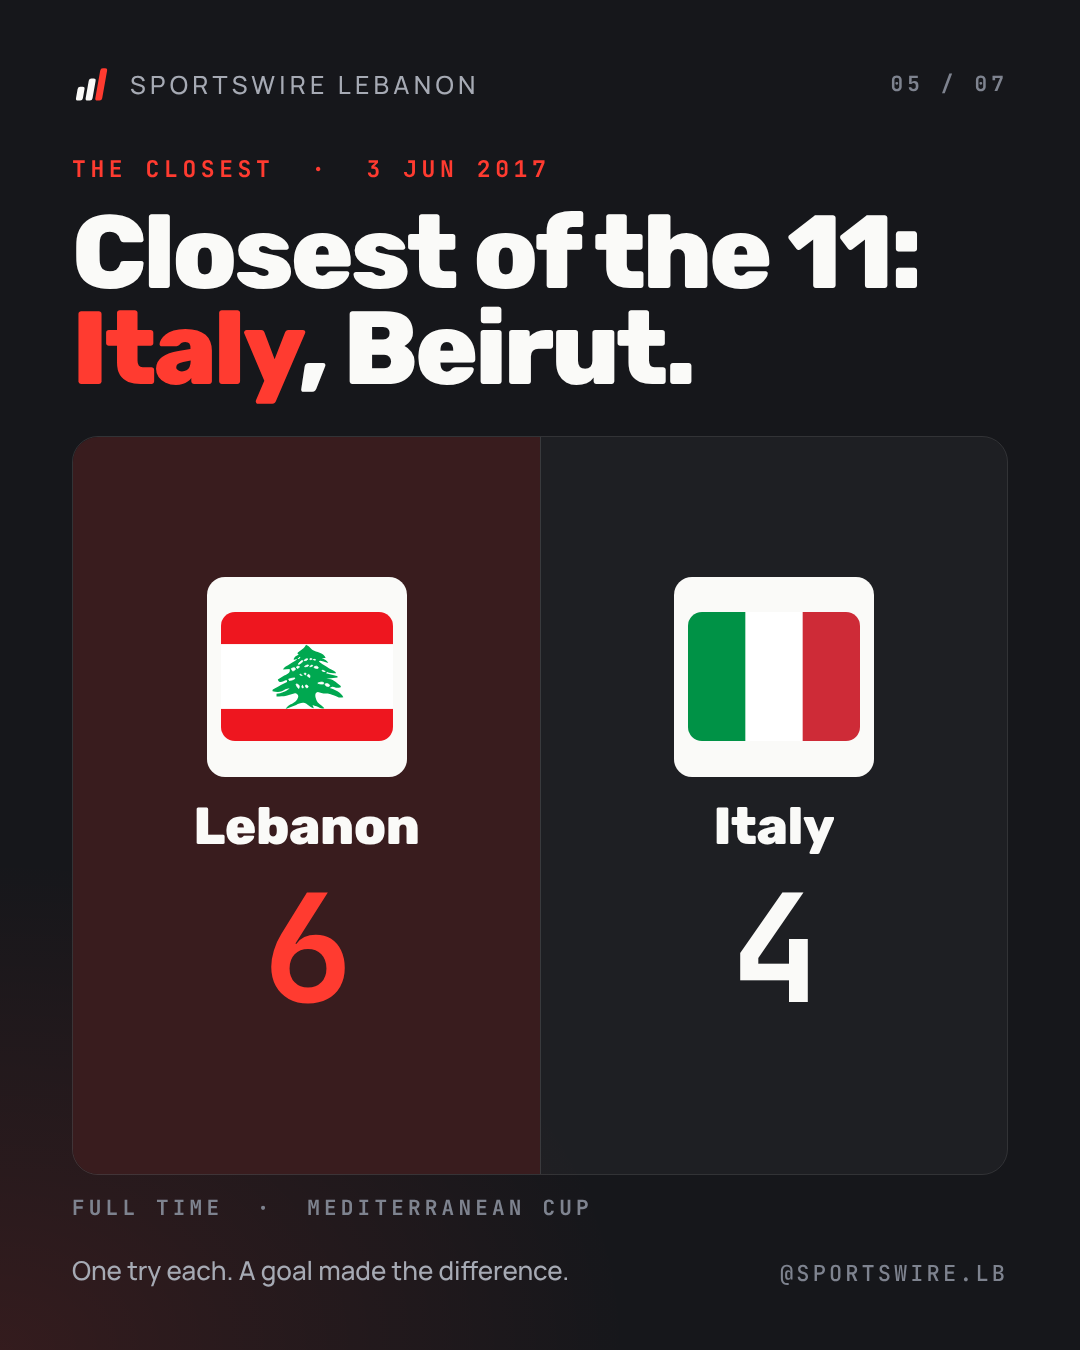 SPORTSWIRE LEBANON
05 / 07
THE CLOSEST · 3 JUN 2017
Closest of the 11:
Italy, Beirut.
Lebanon
6
Italy
4
FULL TIME · MEDITERRANEAN CUP
One try each. A goal made the difference.
@SPORTSWIRE.LB